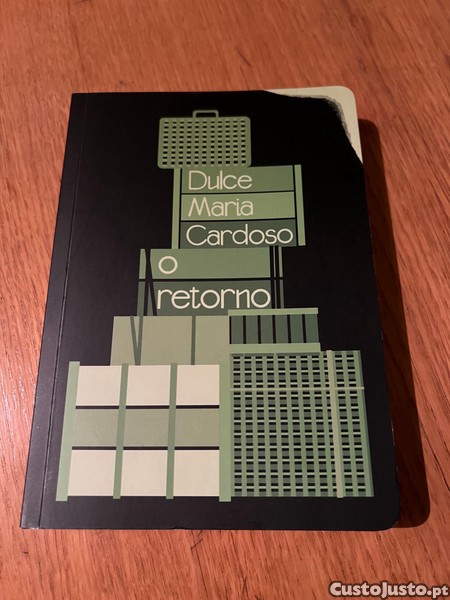 Dulce
Maria
Cardoso
o
retorno
CustoJusto.pt